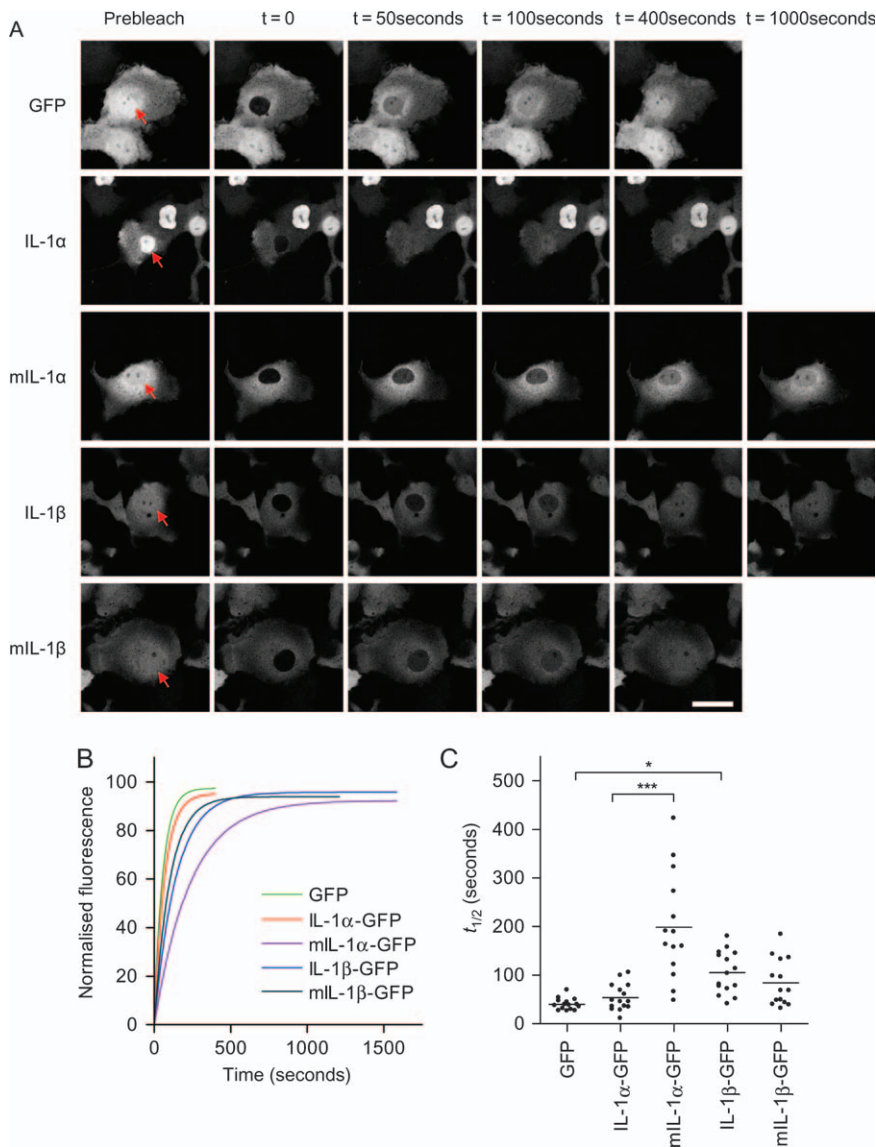 A
Prebleach t = 0 t = 50seconds t = 100seconds t = 400seconds t = 1000seconds
GFP
IL-1α
mIL-1α
IL-1β
mIL-1β
B
Normalised fluorescence
100
80
60
40
20
0
0 500 1000 1500
Time (seconds)
GFP
IL-1α-GFP
mIL-1α-GFP
IL-1β-GFP
mIL-1β-GFP
C
t1/2 (seconds)
500
400
300
200
100
0
*
***
GFP
IL-1α-GFP
mIL-1α-GFP
IL-1β-GFP
mIL-1β-GFP